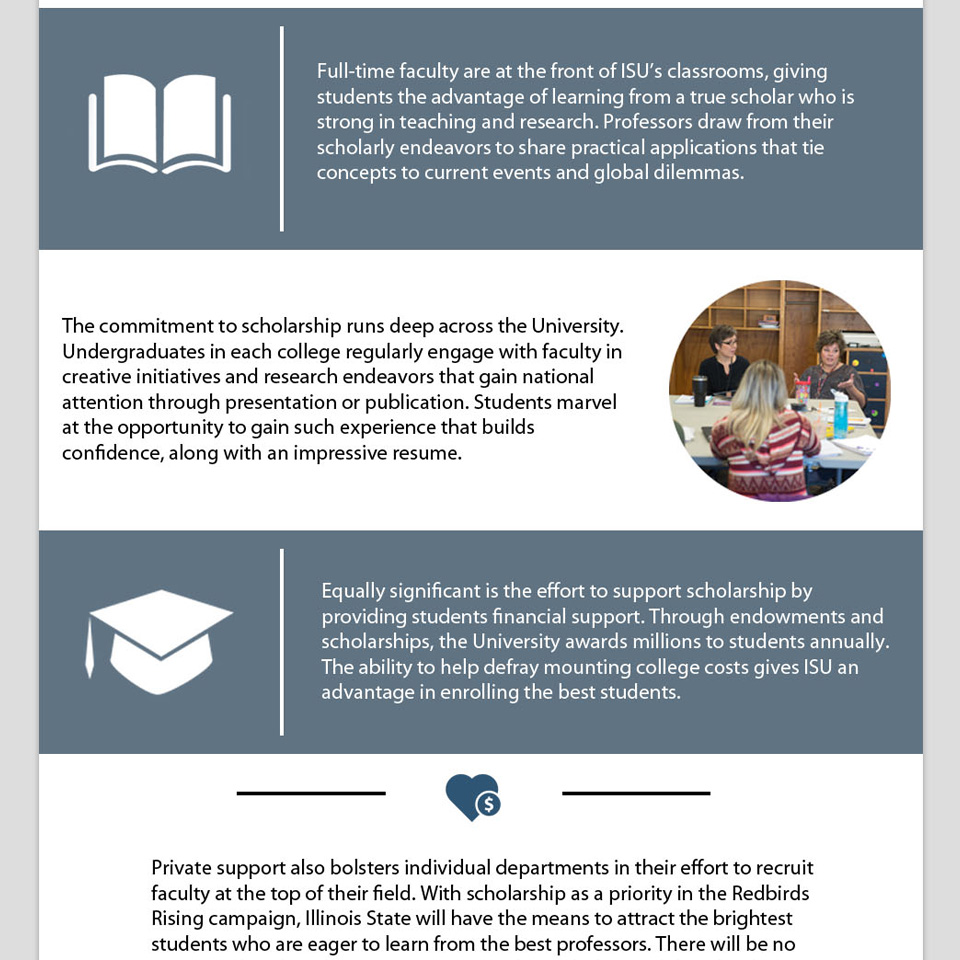 Full-time faculty are at the front of ISU’s classrooms, giving
students the advantage of learning from a true scholar who is
strong in teaching and research. Professors draw from their
scholarly endeavors to share practical applications that tie
concepts to current events and global dilemmas.
The commitment to scholarship runs deep across the University.
Undergraduates in each college regularly engage with faculty in
creative initiatives and research endeavors that gain national
attention through presentation or publication. Students marvel
at the opportunity to gain such experience that builds
confidence, along with an impressive resume.
Equally significant is the effort to support scholarship by
providing students financial support. Through endowments and
scholarships, the University awards millions to students annually.
The ability to help defray mounting college costs gives ISU an
advantage in enrolling the best students.
$
Private support also bolsters individual departments in their effort to recruit
faculty at the top of their field. With scholarship as a priority in the Redbirds
Rising campaign, Illinois State will have the means to attract the brightest
students who are eager to learn from the best professors. There will be no